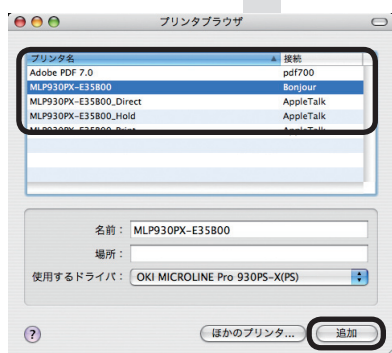 プリンタブラウザ
プリンタ名 接続
Adobe PDF 7.0 pdf700
MLP930PX-E35B00 Bonjour
MLP930PX-E35B00_Direct AppleTalk
MLP930PX-E35B00_Hold AppleTalk
MLP930PX-E35B00_Print AppleTalk
名前： MLP930PX-E35B00
場所：
使用するドライバ： OKI MICROLINE Pro 930PS-X(PS)
? ほかのプリンタ... 追加